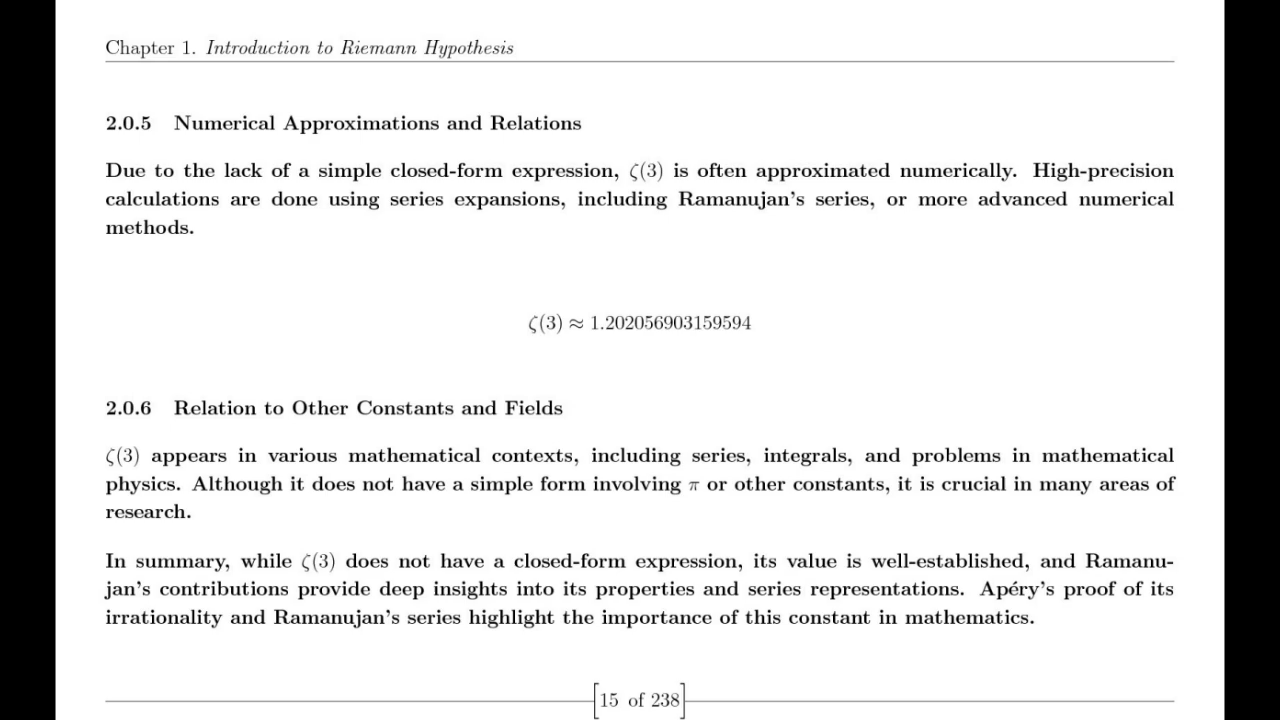 Chapter 1. Introduction to Riemann Hypothesis
2.0.5 Numerical Approximations and Relations
Due to the lack of a simple closed-form expression, ζ(3) is often approximated numerically. High-precision
calculations are done using series expansions, including Ramanujan's series, or more advanced numerical
methods.
ζ(3) ≈ 1.202056903159594
2.0.6 Relation to Other Constants and Fields
ζ(3) appears in various mathematical contexts, including series, integrals, and problems in mathematical
physics. Although it does not have a simple form involving π or other constants, it is crucial in many areas of
research.
In summary, while ζ(3) does not have a closed-form expression, its value is well-established, and Ramanu-
jan's contributions provide deep insights into its properties and series representations. Apéry's proof of its
irrationality and Ramanujan's series highlight the importance of this constant in mathematics.
[15 of 238]